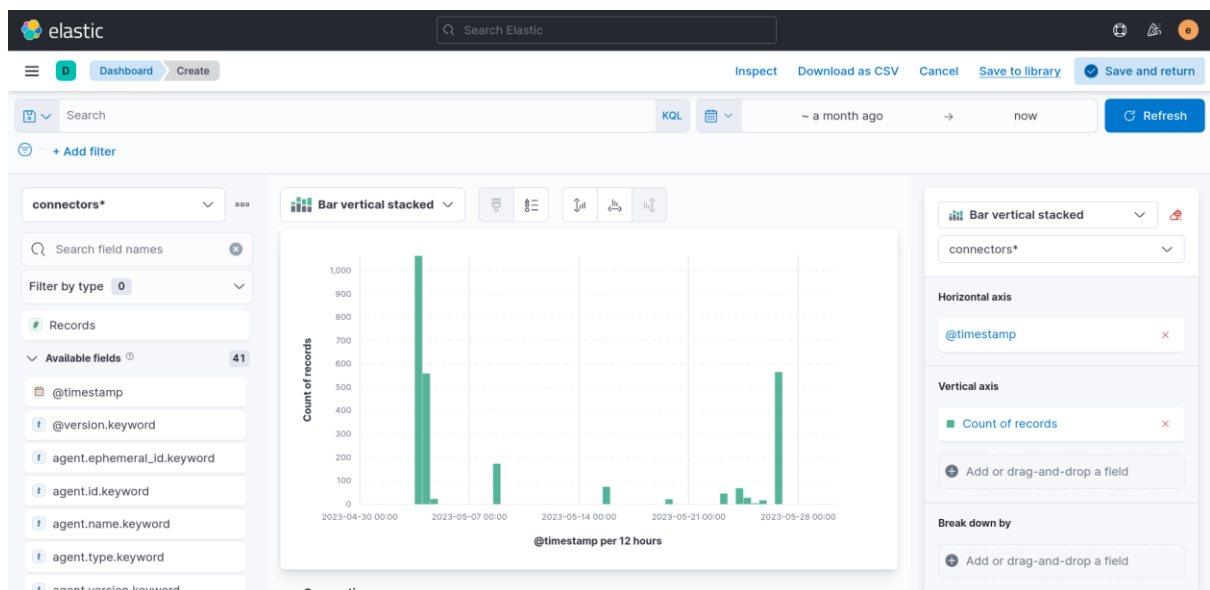 elastic
Search Elastic
e
D Dashboard Create
Inspect Download as CSV Cancel Save to library Save and return
Search KQL ~ a month ago → now Refresh
+ Add filter
connectors*
Search field names
Filter by type 0
# Records
Available fields 41
@timestamp
t @version.keyword
t agent.ephemeral_id.keyword
t agent.id.keyword
t agent.name.keyword
t agent.type.keyword
t agent.version.keyword
Bar vertical stacked
Count of records
1,000
900
800
700
600
500
400
300
200
100
0
2023-04-30 00:00 2023-05-07 00:00 2023-05-14 00:00 2023-05-21 00:00 2023-05-28 00:00
@timestamp per 12 hours
Bar vertical stacked
connectors*
Horizontal axis
@timestamp
Vertical axis
Count of records
Add or drag-and-drop a field
Break down by
Add or drag-and-drop a field